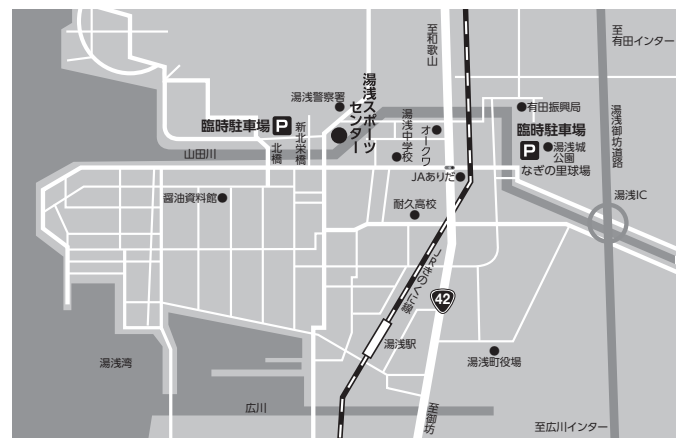 至
和歌山
至
有田インター
湯浅警察署
湯浅スポーツ
センター
有田振興局
臨時駐車場
P
新北栄橋
北橋
山田川
湯浅中学校
オークワ
臨時駐車場
P
湯浅城
公園
なぎの里球場
湯浅御坊道路
JAありだ
醤油資料館
耐久高校
湯浅IC
JRきのくに線
42
湯浅駅
湯浅湾
湯浅町役場
広川
至御坊
至広川インター